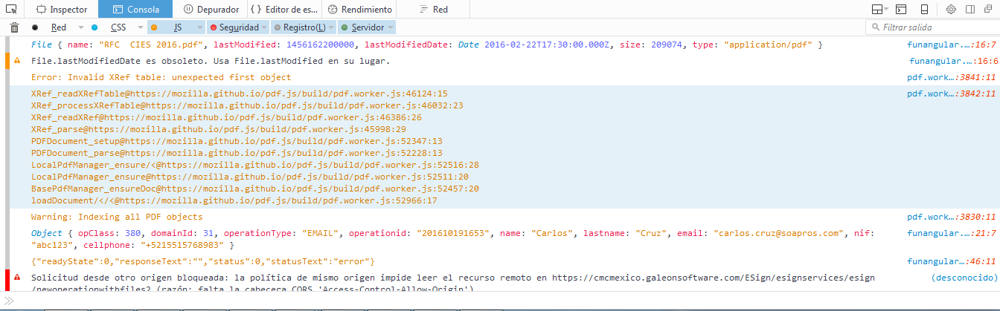 Inspector Consola Depurador Editor de es... Rendimiento Red
Red CSS JS Seguridad Registro(L) Servidor Filtrar salida
File { name: "RFC  CIES 2016.pdf", lastModified: 1456162200000, lastModifiedDate: Date 2016-02-22T17:30:00.000Z, size: 209074, type: "application/pdf" } funangular.…:16:7
File.lastModifiedDate es obsoleto. Usa File.lastModified en su lugar. funangular.…:16:6
Error: Invalid XRef table: unexpected first object pdf.work…:3841:11
XRef_readXRefTable@https://mozilla.github.io/pdf.js/build/pdf.worker.js:46124:15 pdf.work…:3842:11
XRef_processXRefTable@https://mozilla.github.io/pdf.js/build/pdf.worker.js:46032:23
XRef_readXRef@https://mozilla.github.io/pdf.js/build/pdf.worker.js:46386:26
XRef_parse@https://mozilla.github.io/pdf.js/build/pdf.worker.js:45998:29
PDFDocument_setup@https://mozilla.github.io/pdf.js/build/pdf.worker.js:52347:13
PDFDocument_parse@https://mozilla.github.io/pdf.js/build/pdf.worker.js:52228:13
LocalPdfManager_ensure/<@https://mozilla.github.io/pdf.js/build/pdf.worker.js:52516:28
LocalPdfManager_ensure@https://mozilla.github.io/pdf.js/build/pdf.worker.js:52511:20
BasePdfManager_ensureDoc@https://mozilla.github.io/pdf.js/build/pdf.worker.js:52457:20
loadDocument/</<@https://mozilla.github.io/pdf.js/build/pdf.worker.js:52966:17
Warning: Indexing all PDF objects pdf.work…:3830:11
Object { opClass: 380, domainId: 31, operationType: "EMAIL", operationid: "201610191653", name: "Carlos", lastname: "Cruz", email: "carlos.cruz@soapros.com", nif: funangular.…:21:7
"abc123", cellphone: "+5215515768983" }
{"readyState":0,"responseText":"","status":0,"statusText":"error"} funangular…:46:11
Solicitud desde otro origen bloqueada: la política de mismo origen impide leer el recurso remoto en https://cmcmexico.galeonsoftware.com/ESign/esignservices/esign (desconocido)
/newoperationwithfiles2. (razón: falta la cabecera CORS 'Access-Control-Allow-Origin').